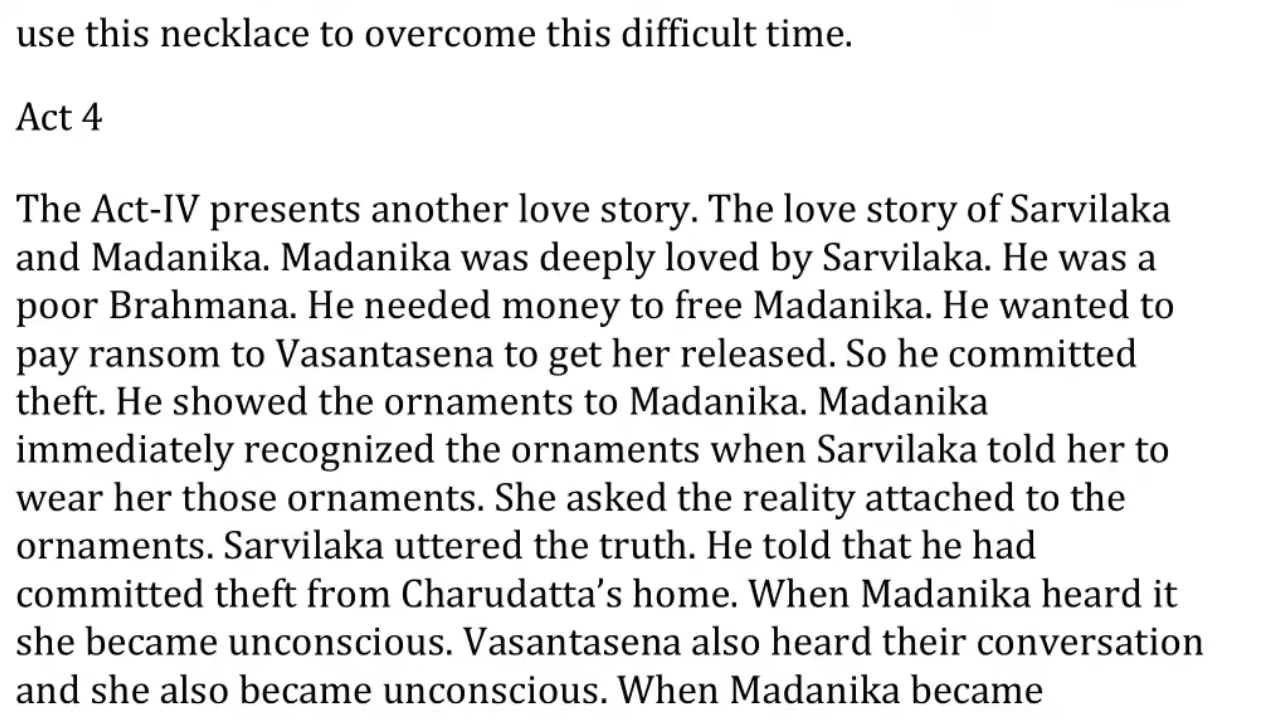 use this necklace to overcome this difficult time.
Act 4
The Act-IV presents another love story. The love story of Sarvilaka
and Madanika. Madanika was deeply loved by Sarvilaka. He was a
poor Brahmana. He needed money to free Madanika. He wanted to
pay ransom to Vasantasena to get her released. So he committed
theft. He showed the ornaments to Madanika. Madanika
immediately recognized the ornaments when Sarvilaka told her to
wear her those ornaments. She asked the reality attached to the
ornaments. Sarvilaka uttered the truth. He told that he had
committed theft from Charudatta’s home. When Madanika heard it
she became unconscious. Vasantasena also heard their conversation
and she also became unconscious. When Madanika became